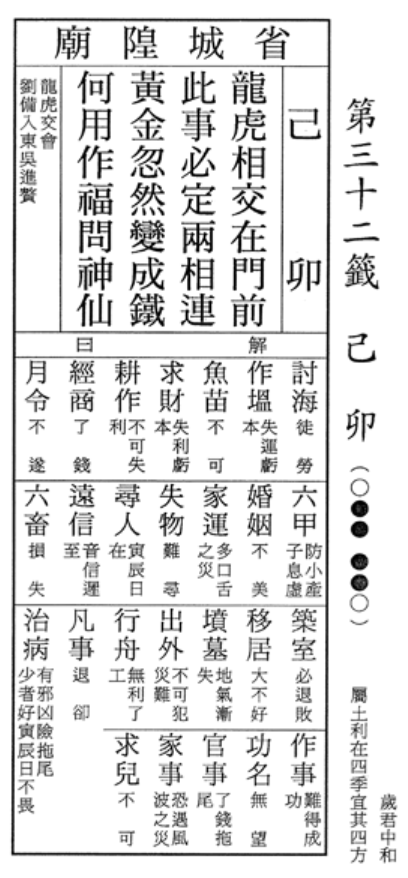 第三十二籤 己卯(○●●　●●○)
屬土利在四季宜其四方
歲君中和
省城隍廟
己卯
龍虎相交在門前
此事必定兩相連
黃金忽然變成鐵
何用作福問神仙
龍虎交會
劉備入東吳進贅
解曰
討海 徒勞
作塭 失運虧本
魚苗 不可
求財 失利虧本
耕作 不可失利
經商 了錢
月令 不遂
六甲 防小產子息虛
婚姻 不美
家運 多口舌之災
失物 難尋
尋人 寅辰日在
遠信 音信遲至
六畜 損失
築室 必退敗
移居 大不好
墳墓 地氣漸失
出外 不可犯災難
行舟 無利了工
凡事 退卻
治病 有邪凶險拖尾少者好寅辰日不畏
作事 難得成功
功名 無望
官事 了錢拖尾
家事 恐遇風波之災
求兒 不可